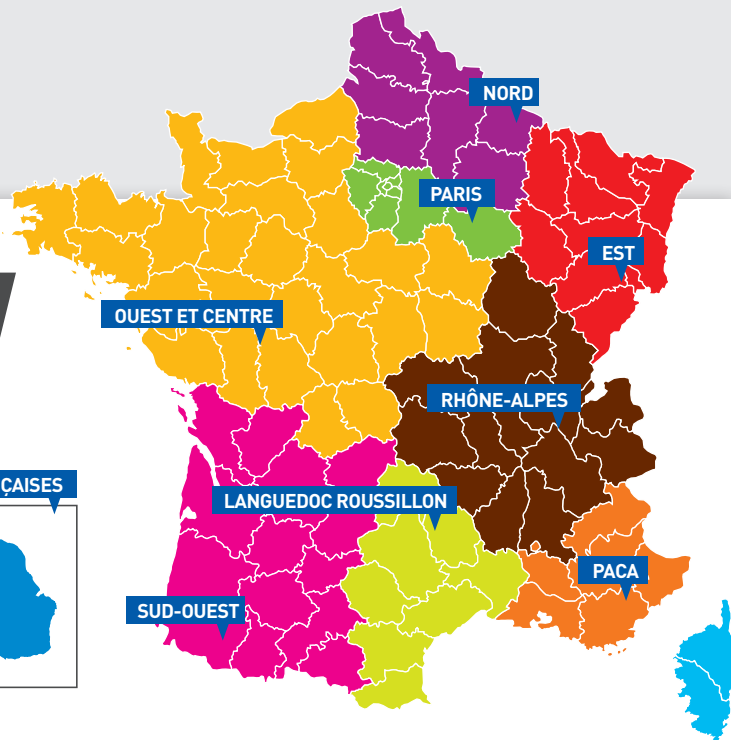 NORD
PARIS
EST
OUEST ET CENTRE
RHÔNE-ALPES
ÇAISES
LANGUEDOC ROUSSILLON
PACA
SUD-OUEST